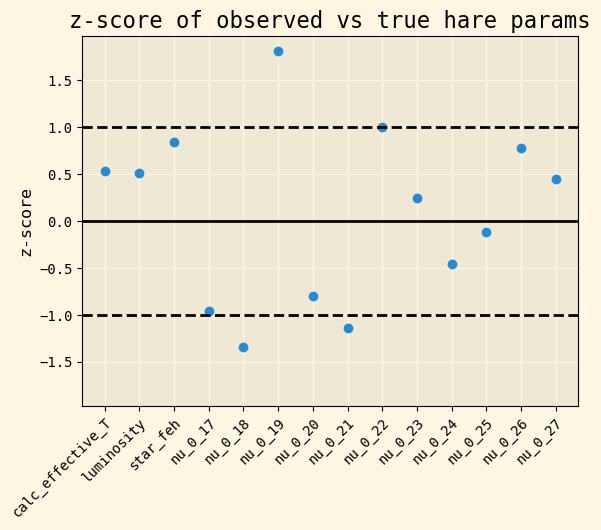 z-score of observed vs true hare params
z-score
1.5
1.0
0.5
0.0
−0.5
−1.0
−1.5
calc_effective_T
luminosity
star_feh
nu_0_17
nu_0_18
nu_0_19
nu_0_20
nu_0_21
nu_0_22
nu_0_23
nu_0_24
nu_0_25
nu_0_26
nu_0_27